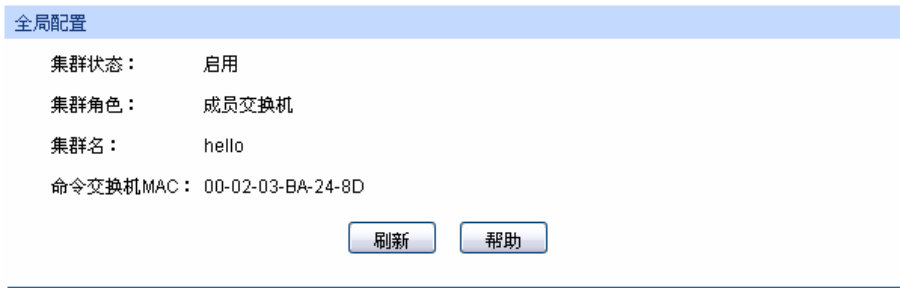 全局配置
集群状态： 启用
集群角色： 成员交换机
集群名： hello
命令交换机MAC： 00-02-03-BA-24-8D
刷新 帮助